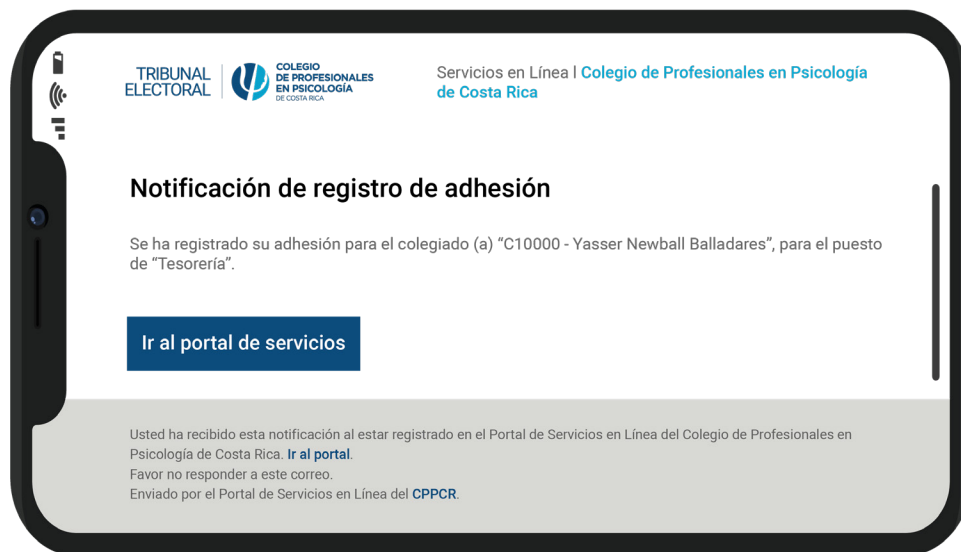 TRIBUNAL
ELECTORAL
COLEGIO
DE PROFESIONALES
EN PSICOLOGÍA
DE COSTA RICA
Servicios en Línea l Colegio de Profesionales en Psicología
de Costa Rica
Notificación de registro de adhesión
Se ha registrado su adhesión para el colegiado (a) “C10000 - Yasser Newball Balladares”, para el puesto
de “Tesorería”.
Ir al portal de servicios
Usted ha recibido esta notificación al estar registrado en el Portal de Servicios en Línea del Colegio de Profesionales en
Psicología de Costa Rica. Ir al portal.
Favor no responder a este correo.
Enviado por el Portal de Servicios en Línea del CPPCR.